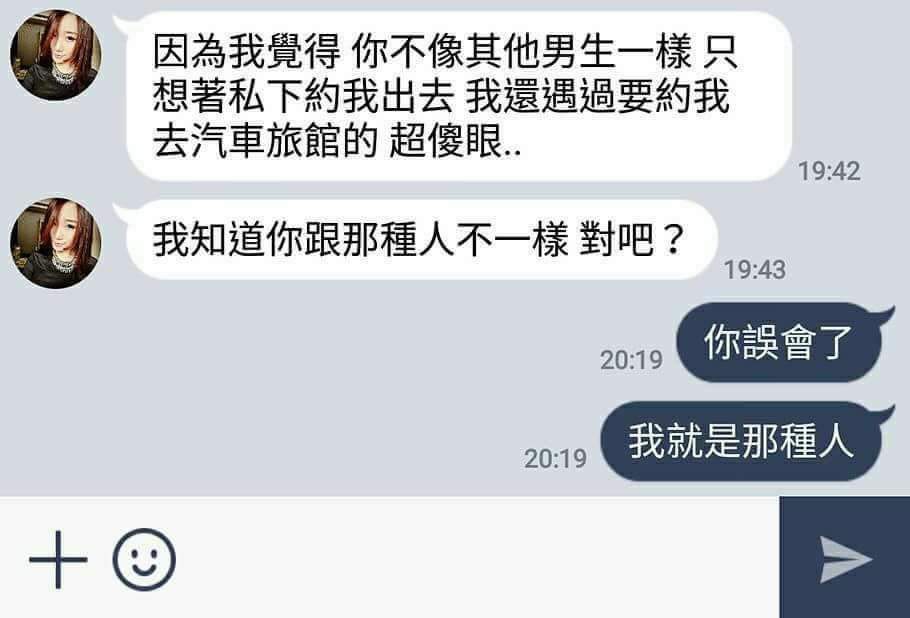 因為我覺得 你不像其他男生一樣 只
想著私下約我出去 我還遇過要約我
去汽車旅館的 超傻眼..
19:42
我知道你跟那種人不一樣 對吧？
19:43
你誤會了
20:19
我就是那種人
20:19